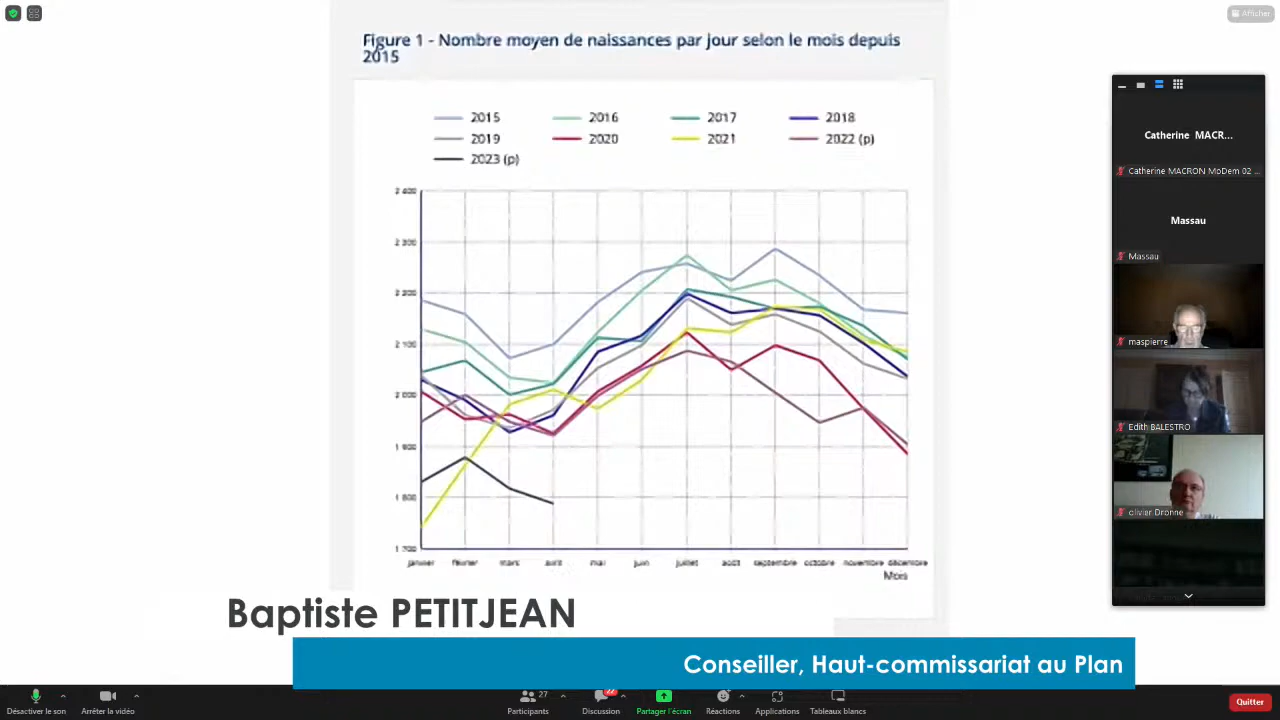 Afficher
Figure 1 - Nombre moyen de naissances par jour selon le mois depuis
2015
2015
2016
2017
2018
2019
2020
2021
2022 (p)
2023 (p)
2 400
2 300
2 200
2 100
2 000
1 900
1 800
1 700
janvier février mars avril mai juin juillet août septembre octobre novembre décembre
Mois
Catherine MACR...
Catherine MACRON MoDem 02 ...
Massau
Massau
maspierre
Edith BALESTRO
olivier Dronne
Baptiste PETITJEAN
Conseiller, Haut-commissariat au Plan
Désactiver le son
Arrêter la vidéo
27
Participants
Discussion
Partager l'écran
Réactions
Applications
Tableaux blancs
Quitter